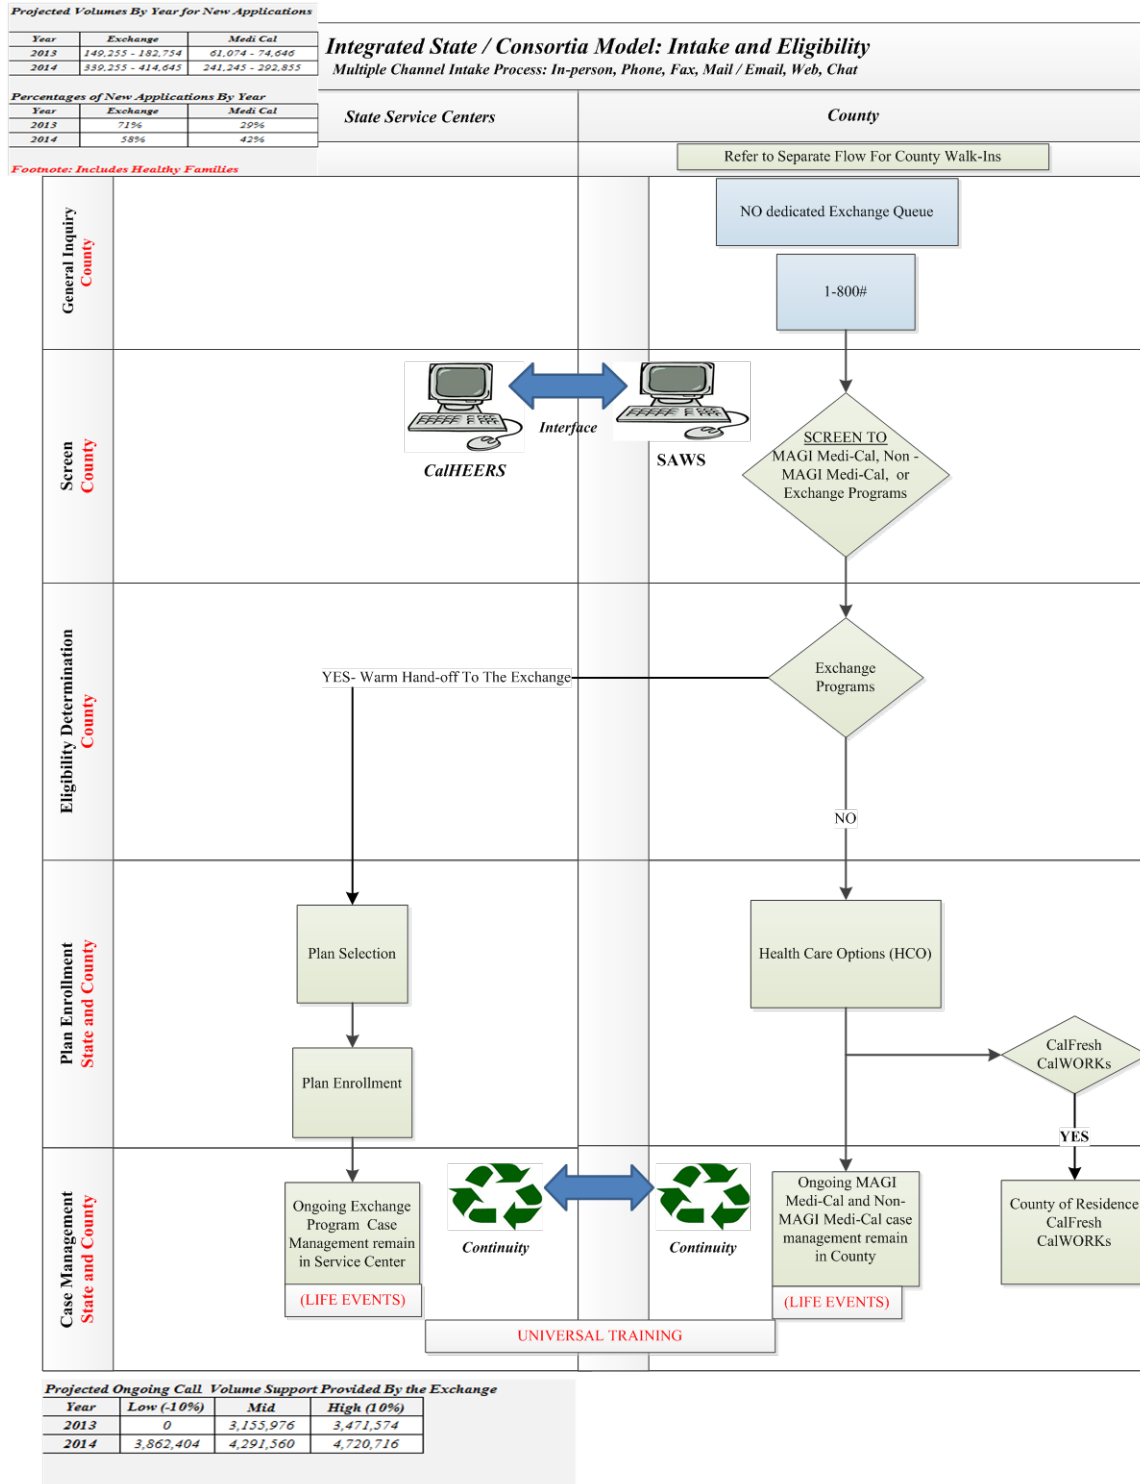 Projected Volumes By Year for New Applications
Year Exchange Medi Cal
2013 149,255 - 182,754 61,074 - 74,646
2014 339,255 - 414,645 241,245 - 292,855
Percentages of New Applications By Year
Year Exchange Medi Cal
2013 71% 29%
2014 58% 42%
Footnote: Includes Healthy Families
Integrated State / Consortia Model: Intake and Eligibility
Multiple Channel Intake Process: In-person, Phone, Fax, Mail / Email, Web, Chat
State Service Centers
County
Refer to Separate Flow For County Walk-Ins
General Inquiry
County
NO dedicated Exchange Queue
1-800#
Screen
County
Interface
CalHEERS
SAWS
SCREEN TO
MAGI Medi-Cal, Non -
MAGI Medi-Cal, or
Exchange Programs
Eligibility Determination
County
YES- Warm Hand-off To The Exchange
Exchange
Programs
NO
Plan Enrollment
State and County
Plan Selection
Plan Enrollment
Health Care Options (HCO)
CalFresh
CalWORKs
YES
Case Management
State and County
Ongoing Exchange
Program Case
Management remain
in Service Center
(LIFE EVENTS)
Continuity
Continuity
Ongoing MAGI
Medi-Cal and Non-
MAGI Medi-Cal case
management remain
in County
(LIFE EVENTS)
County of Residence
CalFresh
CalWORKs
UNIVERSAL TRAINING
Projected Ongoing Call Volume Support Provided By the Exchange
Year Low (-10%) Mid High (10%)
2013 0 3,155,976 3,471,574
2014 3,862,404 4,291,560 4,720,716